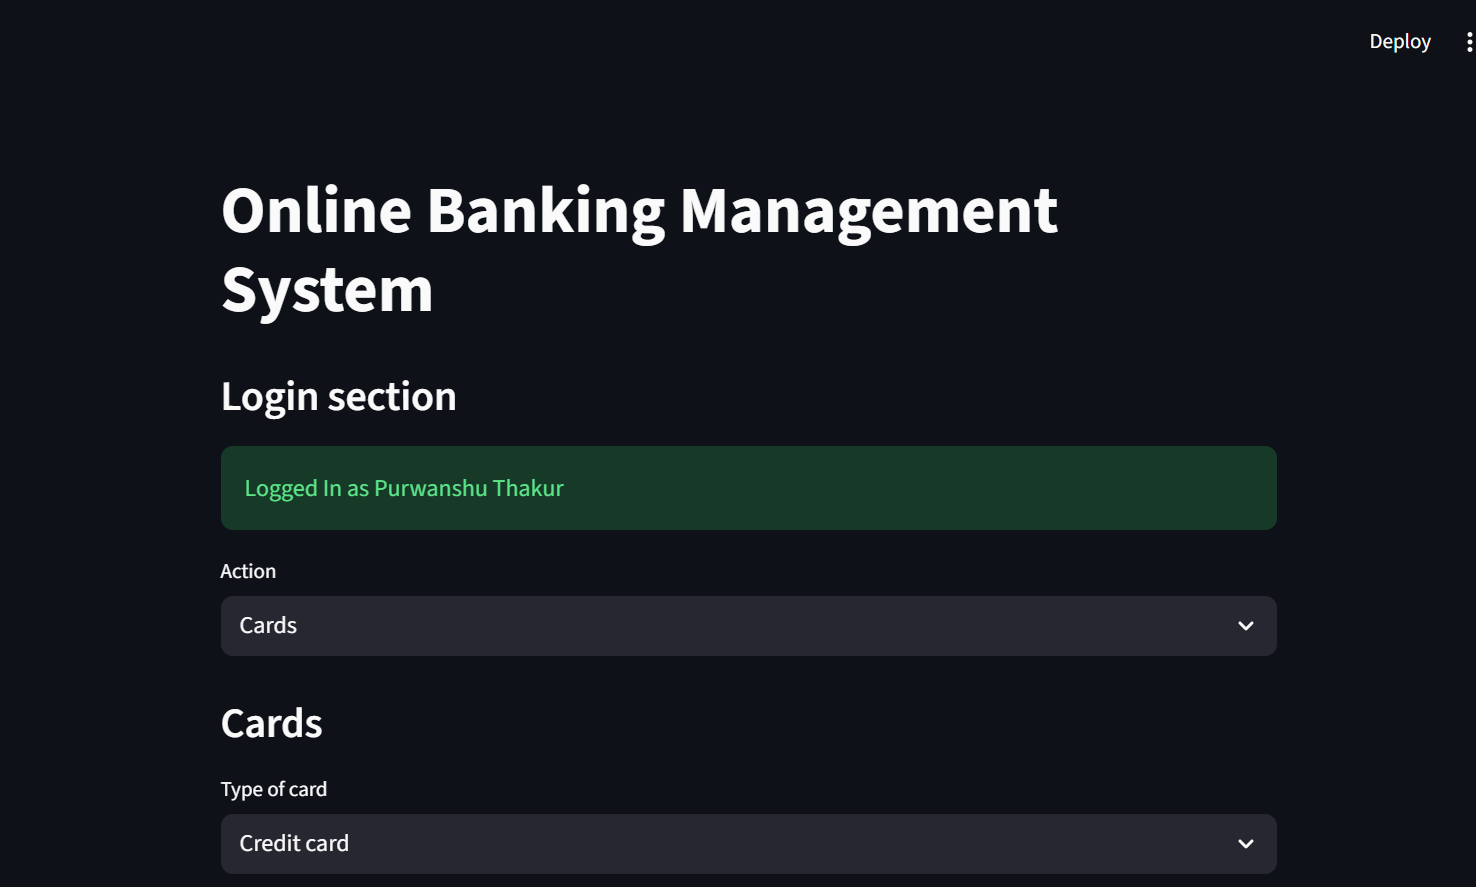 Deploy
Online Banking Management
System
Login section
Logged In as Purwanshu Thakur
Action
Cards
Cards
Type of card
Credit card